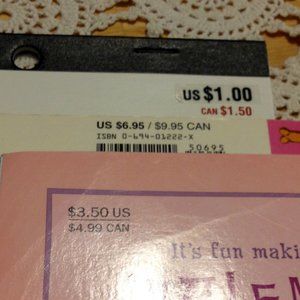 US $1.00
CAN $1.50
US $6.95 / $9.95 CAN
ISBN 0-694-01222-X
50695
$3.50 US
$4.99 CAN
It's fun maki